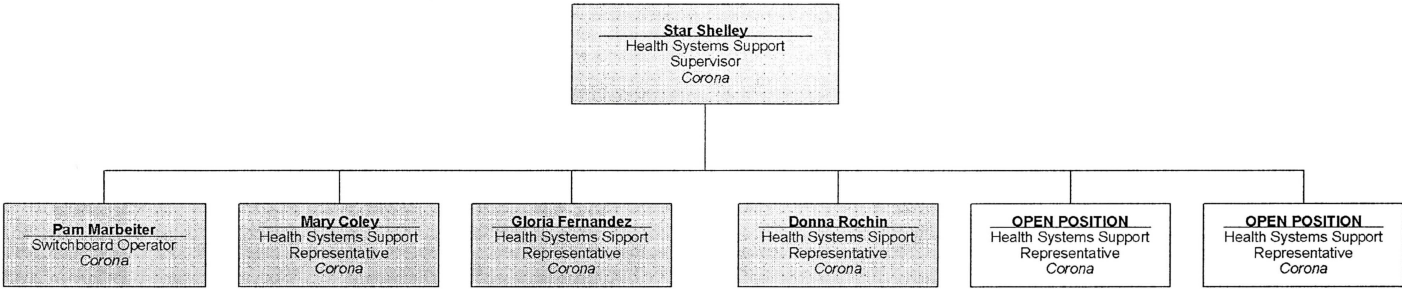 Star Shelley
Health Systems Support
Supervisor
Corona
Pam Marbeiter
Switchboard Operator
Corona
Mary Coley
Health Systems Support
Representative
Corona
Gloria Fernandez
Health Systems Sipport
Representative
Corona
Donna Rochin
Health Systems Sipport
Representative
Corona
OPEN POSITION
Health Systems Support
Representative
Corona
OPEN POSITION
Health Systems Support
Representative
Corona